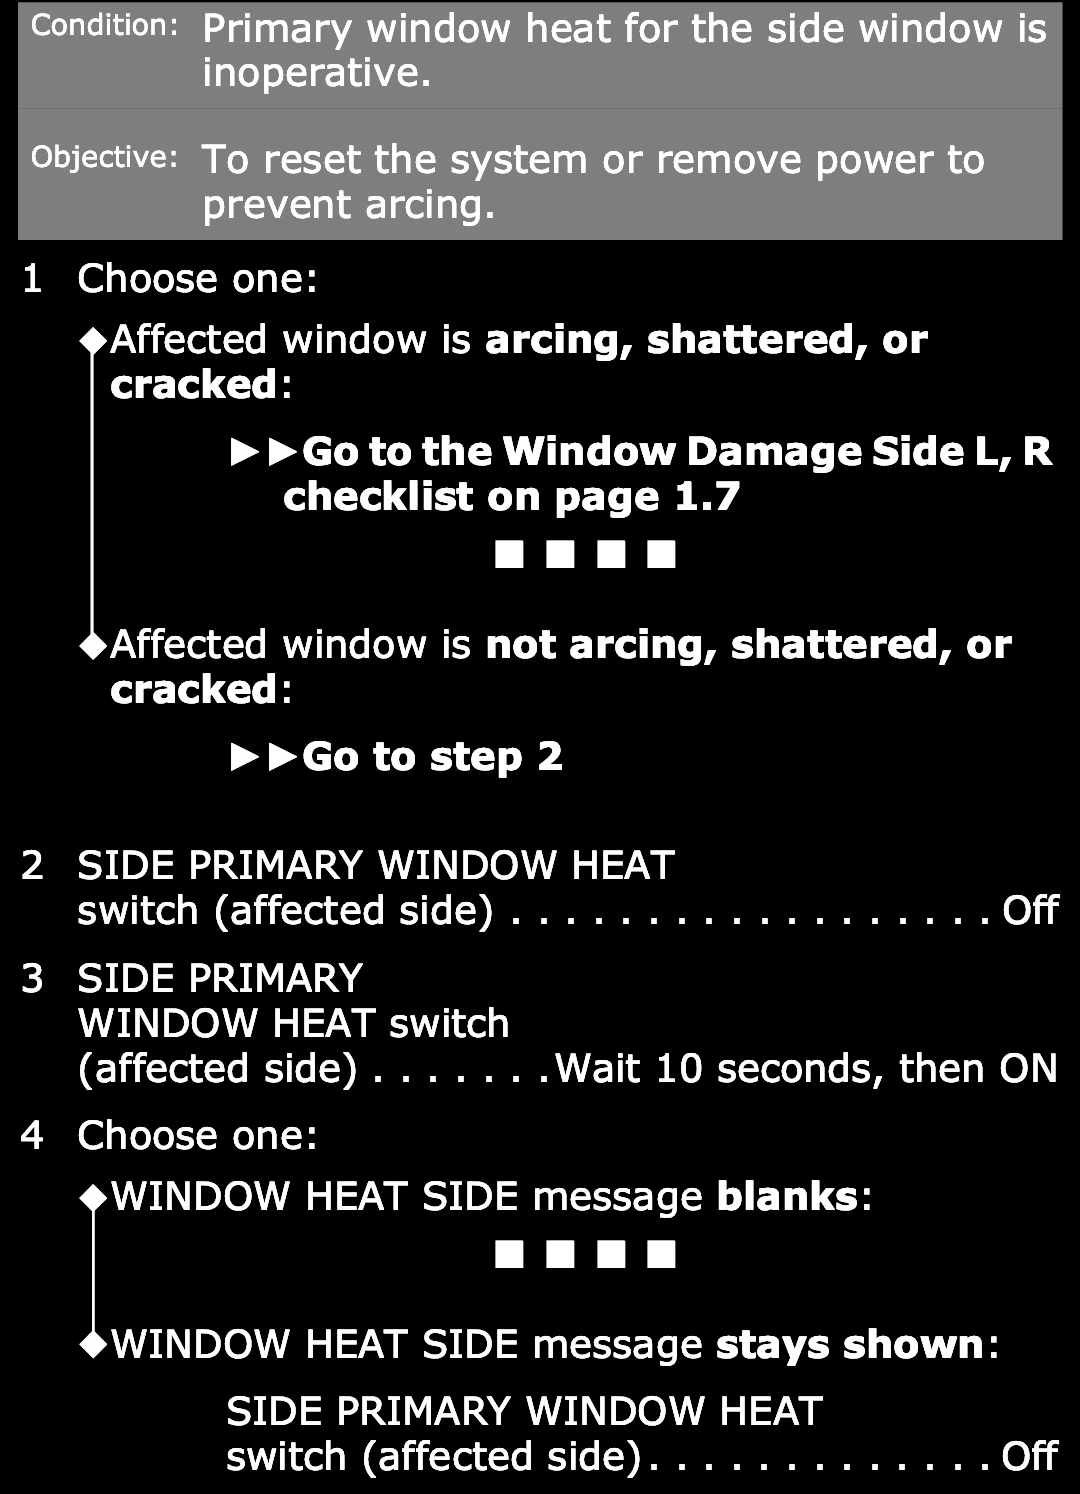 Condition: Primary window heat for the side window is
inoperative.
Objective: To reset the system or remove power to
prevent arcing.
1 Choose one:
◆Affected window is arcing, shattered, or
cracked:
►►Go to the Window Damage Side L, R
checklist on page 1.7
■ ■ ■ ■
◆Affected window is not arcing, shattered, or
cracked:
►►Go to step 2
2 SIDE PRIMARY WINDOW HEAT
switch (affected side) . . . . . . . . . . . . . . . . . . Off
3 SIDE PRIMARY
WINDOW HEAT switch
(affected side) . . . . . . . Wait 10 seconds, then ON
4 Choose one:
◆WINDOW HEAT SIDE message blanks:
■ ■ ■ ■
◆WINDOW HEAT SIDE message stays shown:
SIDE PRIMARY WINDOW HEAT
switch (affected side). . . . . . . . . . . . . Off